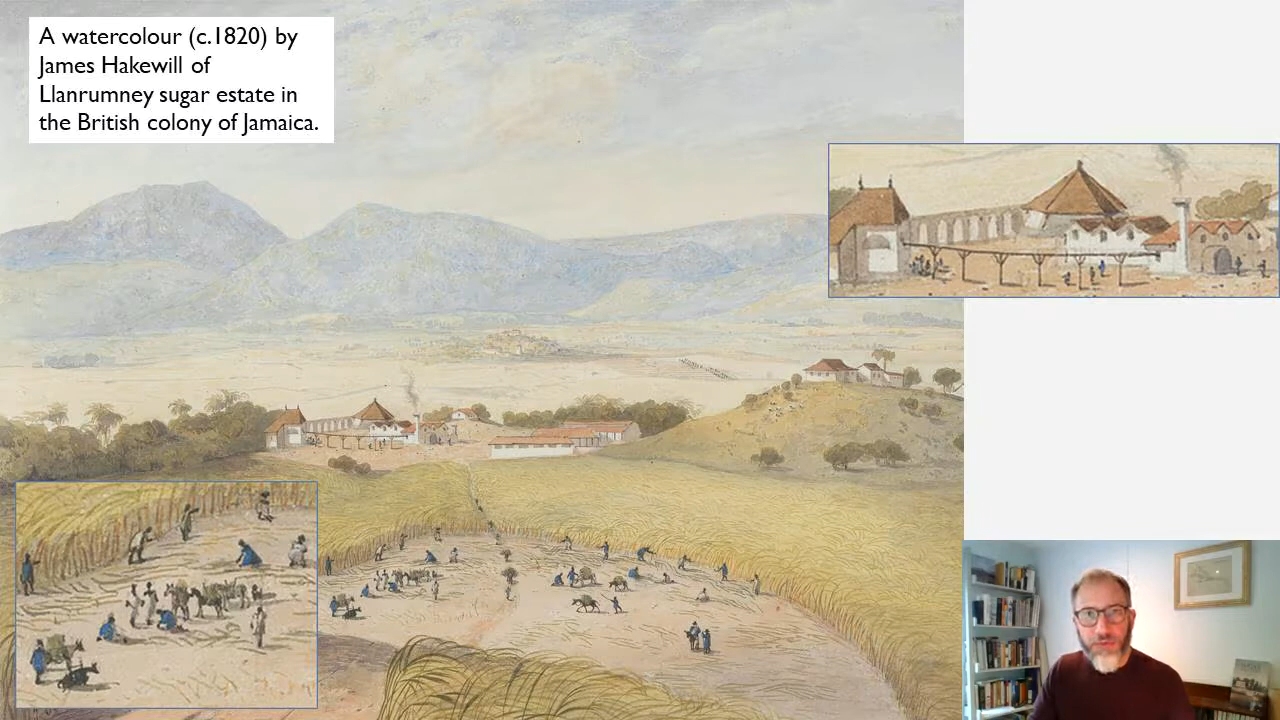 A watercolour (c.1820) by
James Hakewill of
Llanrumney sugar estate in
the British colony of Jamaica.